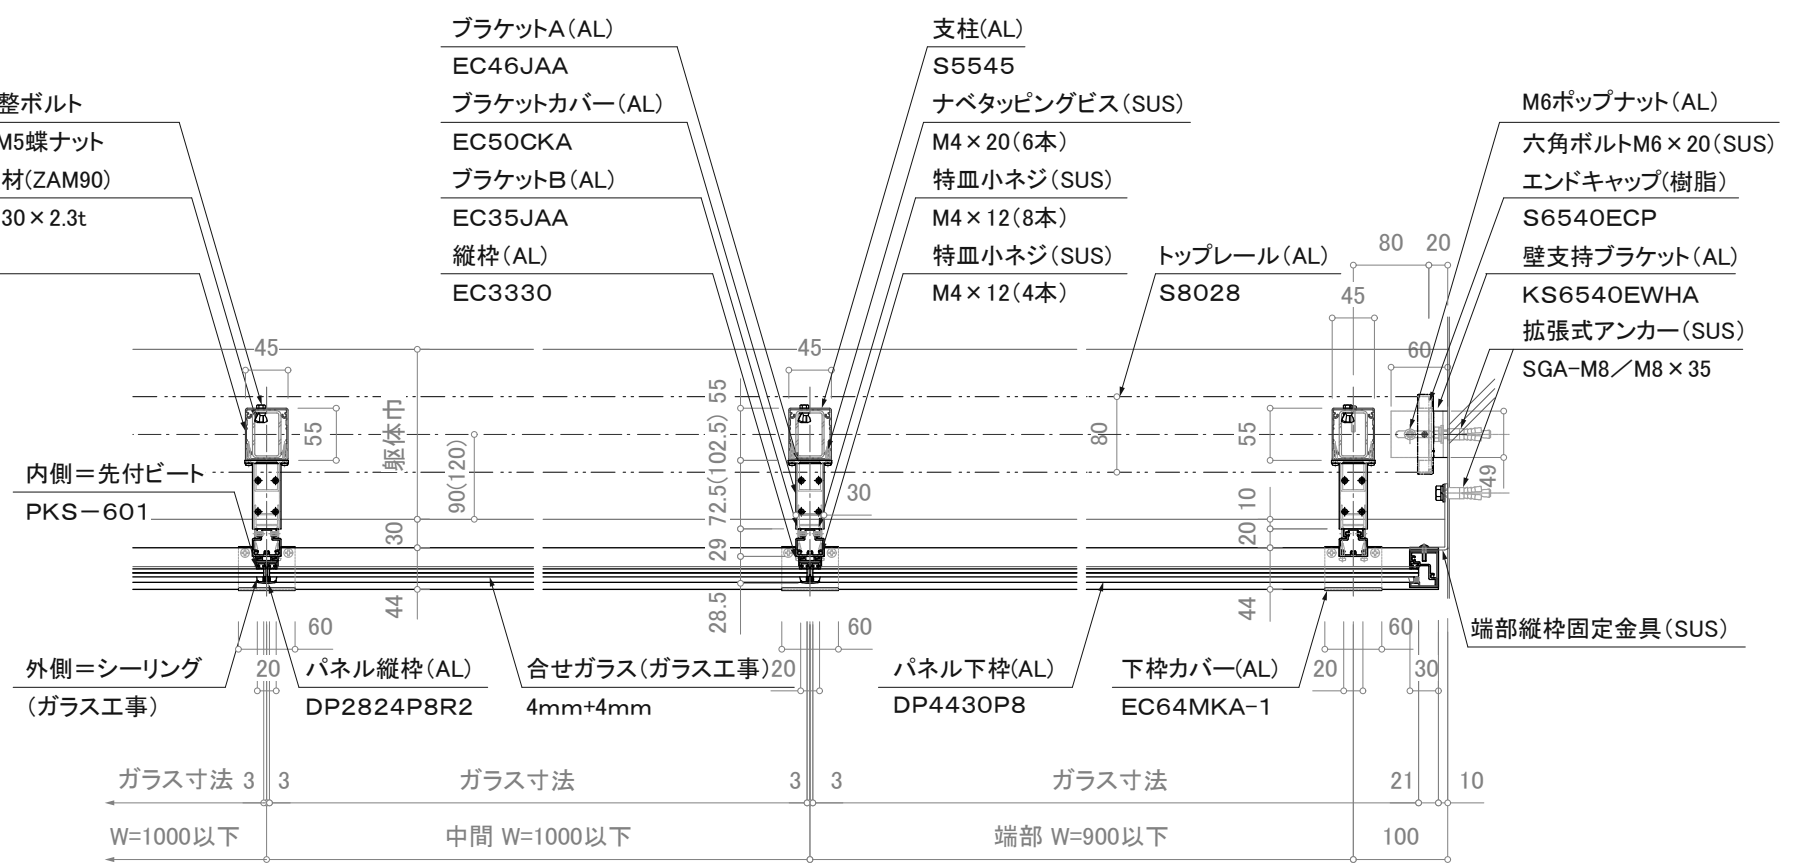 整ボルト
M5蝶ナット
材(ZAM90)
30×2.3t
内側＝先付ビート
PKS－601
外側＝シーリング
(ガラス工事)
ブラケットA(AL)
EC46JAA
ブラケットカバー(AL)
EC50CKA
ブラケットB(AL)
EC35JAA
縦枠(AL)
EC3330
支柱(AL)
S5545
ナベタッピングビス(SUS)
M4×20(6本)
特皿小ネジ(SUS)
M4×12(8本)
特皿小ネジ(SUS)
M4×12(4本)
トップレール(AL)
S8028
M6ポップナット(AL)
六角ボルトM6×20(SUS)
エンドキャップ(樹脂)
S6540ECP
壁支持ブラケット(AL)
KS6540EWHA
拡張式アンカー(SUS)
SGA-M8／M8×35
80 20
45
60
45
45
55
躯体巾
90(120)
30
44
55
72.5(102.5)
29
28.5
30
80
55
10
20
44
49
60
20
パネル縦枠(AL)
DP2824P8R2
合せガラス(ガラス工事)
4mm+4mm
60
20
パネル下枠(AL)
DP4430P8
下枠カバー(AL)
EC64MKA-1
60
20
30
端部縦枠固定金具(SUS)
ガラス寸法 3 3 ガラス寸法 3 3 ガラス寸法 21 10
W=1000以下 中間 W=1000以下 端部 W=900以下 100